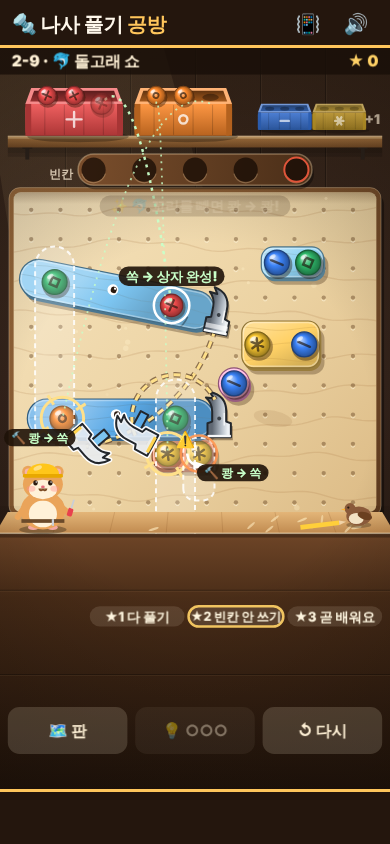 나사 풀기 공방
2-9 · 돌고래 쇼
★ 0
+1
빈칸
쏙 → 상자 완성!
쾅 → 쏙
쾅 → 쏙
★1 다 풀기
★2 빈칸 안 쓰기
★3 곧 배워요
판
다시